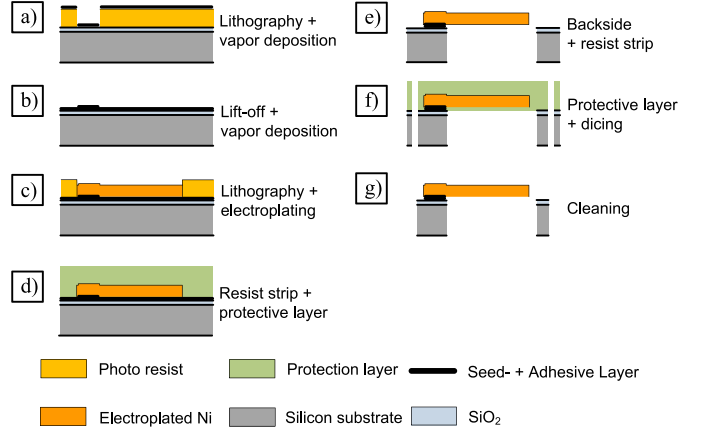 a)
Lithography +
vapor deposition
b)
Lift-off +
vapor deposition
c)
Lithography +
electroplating
d)
Resist strip +
protective layer
e)
Backside
+ resist strip
f)
Protective layer
+ dicing
g)
Cleaning
Photo resist
Protection layer
Seed- + Adhesive Layer
Electroplated Ni
Silicon substrate
SiO₂